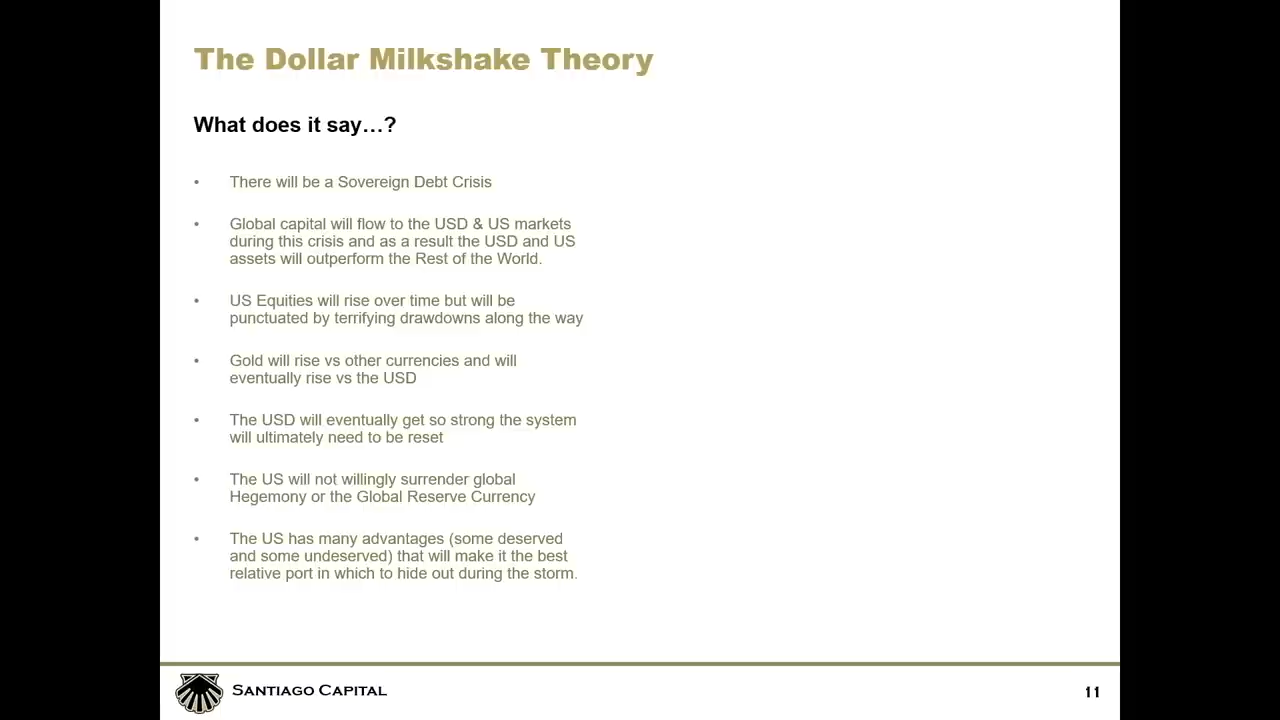 The Dollar Milkshake Theory
What does it say…?
• There will be a Sovereign Debt Crisis
• Global capital will flow to the USD & US markets
during this crisis and as a result the USD and US
assets will outperform the Rest of the World.
• US Equities will rise over time but will be
punctuated by terrifying drawdowns along the way
• Gold will rise vs other currencies and will
eventually rise vs the USD
• The USD will eventually get so strong the system
will ultimately need to be reset
• The US will not willingly surrender global
Hegemony or the Global Reserve Currency
• The US has many advantages (some deserved
and some undeserved) that will make it the best
relative port in which to hide out during the storm.
SANTIAGO CAPITAL
11